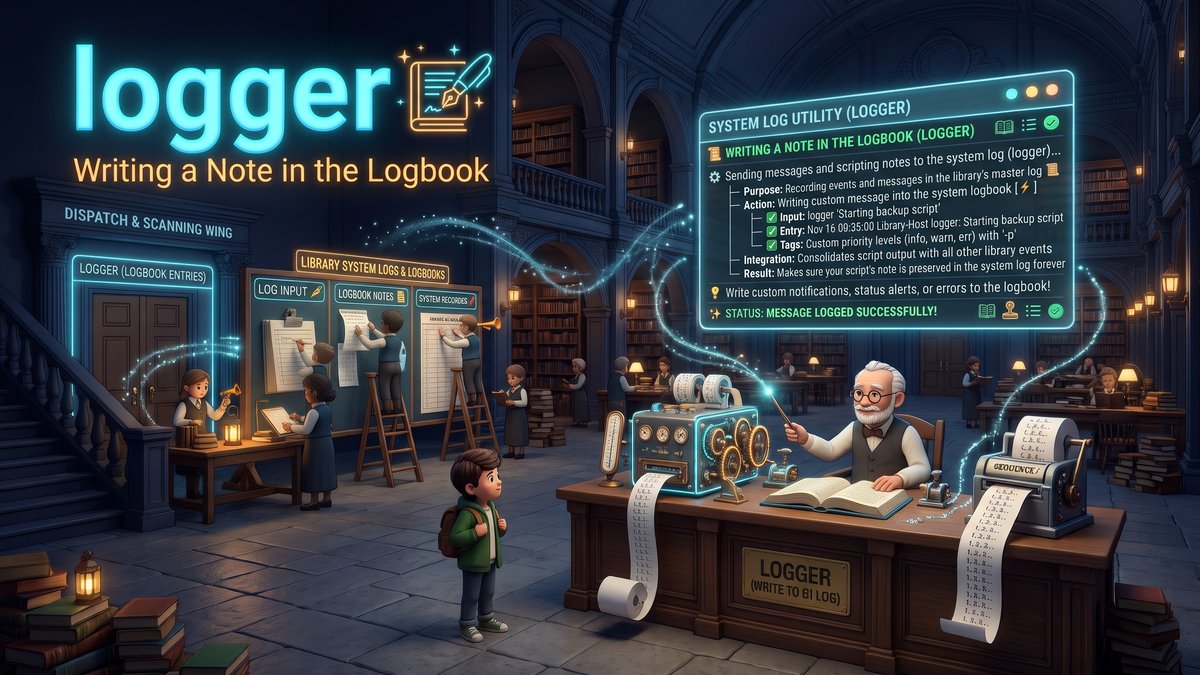 logger
Writing a Note in the Logbook
DISPATCH & SCANNING WING
LOGGER (LOGBOOK ENTRIES)
LIBRARY SYSTEM LOGS & LOGBOOKS
LOG INPUT
LOGBOOK NOTES
SYSTEM RECORDES
SYSTEM LOG UTILITY (LOGGER)
WRITING A NOTE IN THE LOGBOOK (LOGGER)
Sending messages and scripting notes to the system log (logger)...
Purpose: Recording events and messages in the library's master log
Action: Writing custom message into the system logbook [⚡]
Input: logger 'Starting backup script'
Entry: Nov 16 09:35:00 Library-Host logger: Starting backup script
Tags: Custom priority levels (info, warn, err) with '-p'
Integration: Consolidates script output with all other library events
Result: Makes sure your script's note is preserved in the system log forever
Write custom notifications, status alerts, or errors to the logbook!
STATUS: MESSAGE LOGGED SUCCESSFULLY!
LOGGER
(WRITE TO BI LOG)